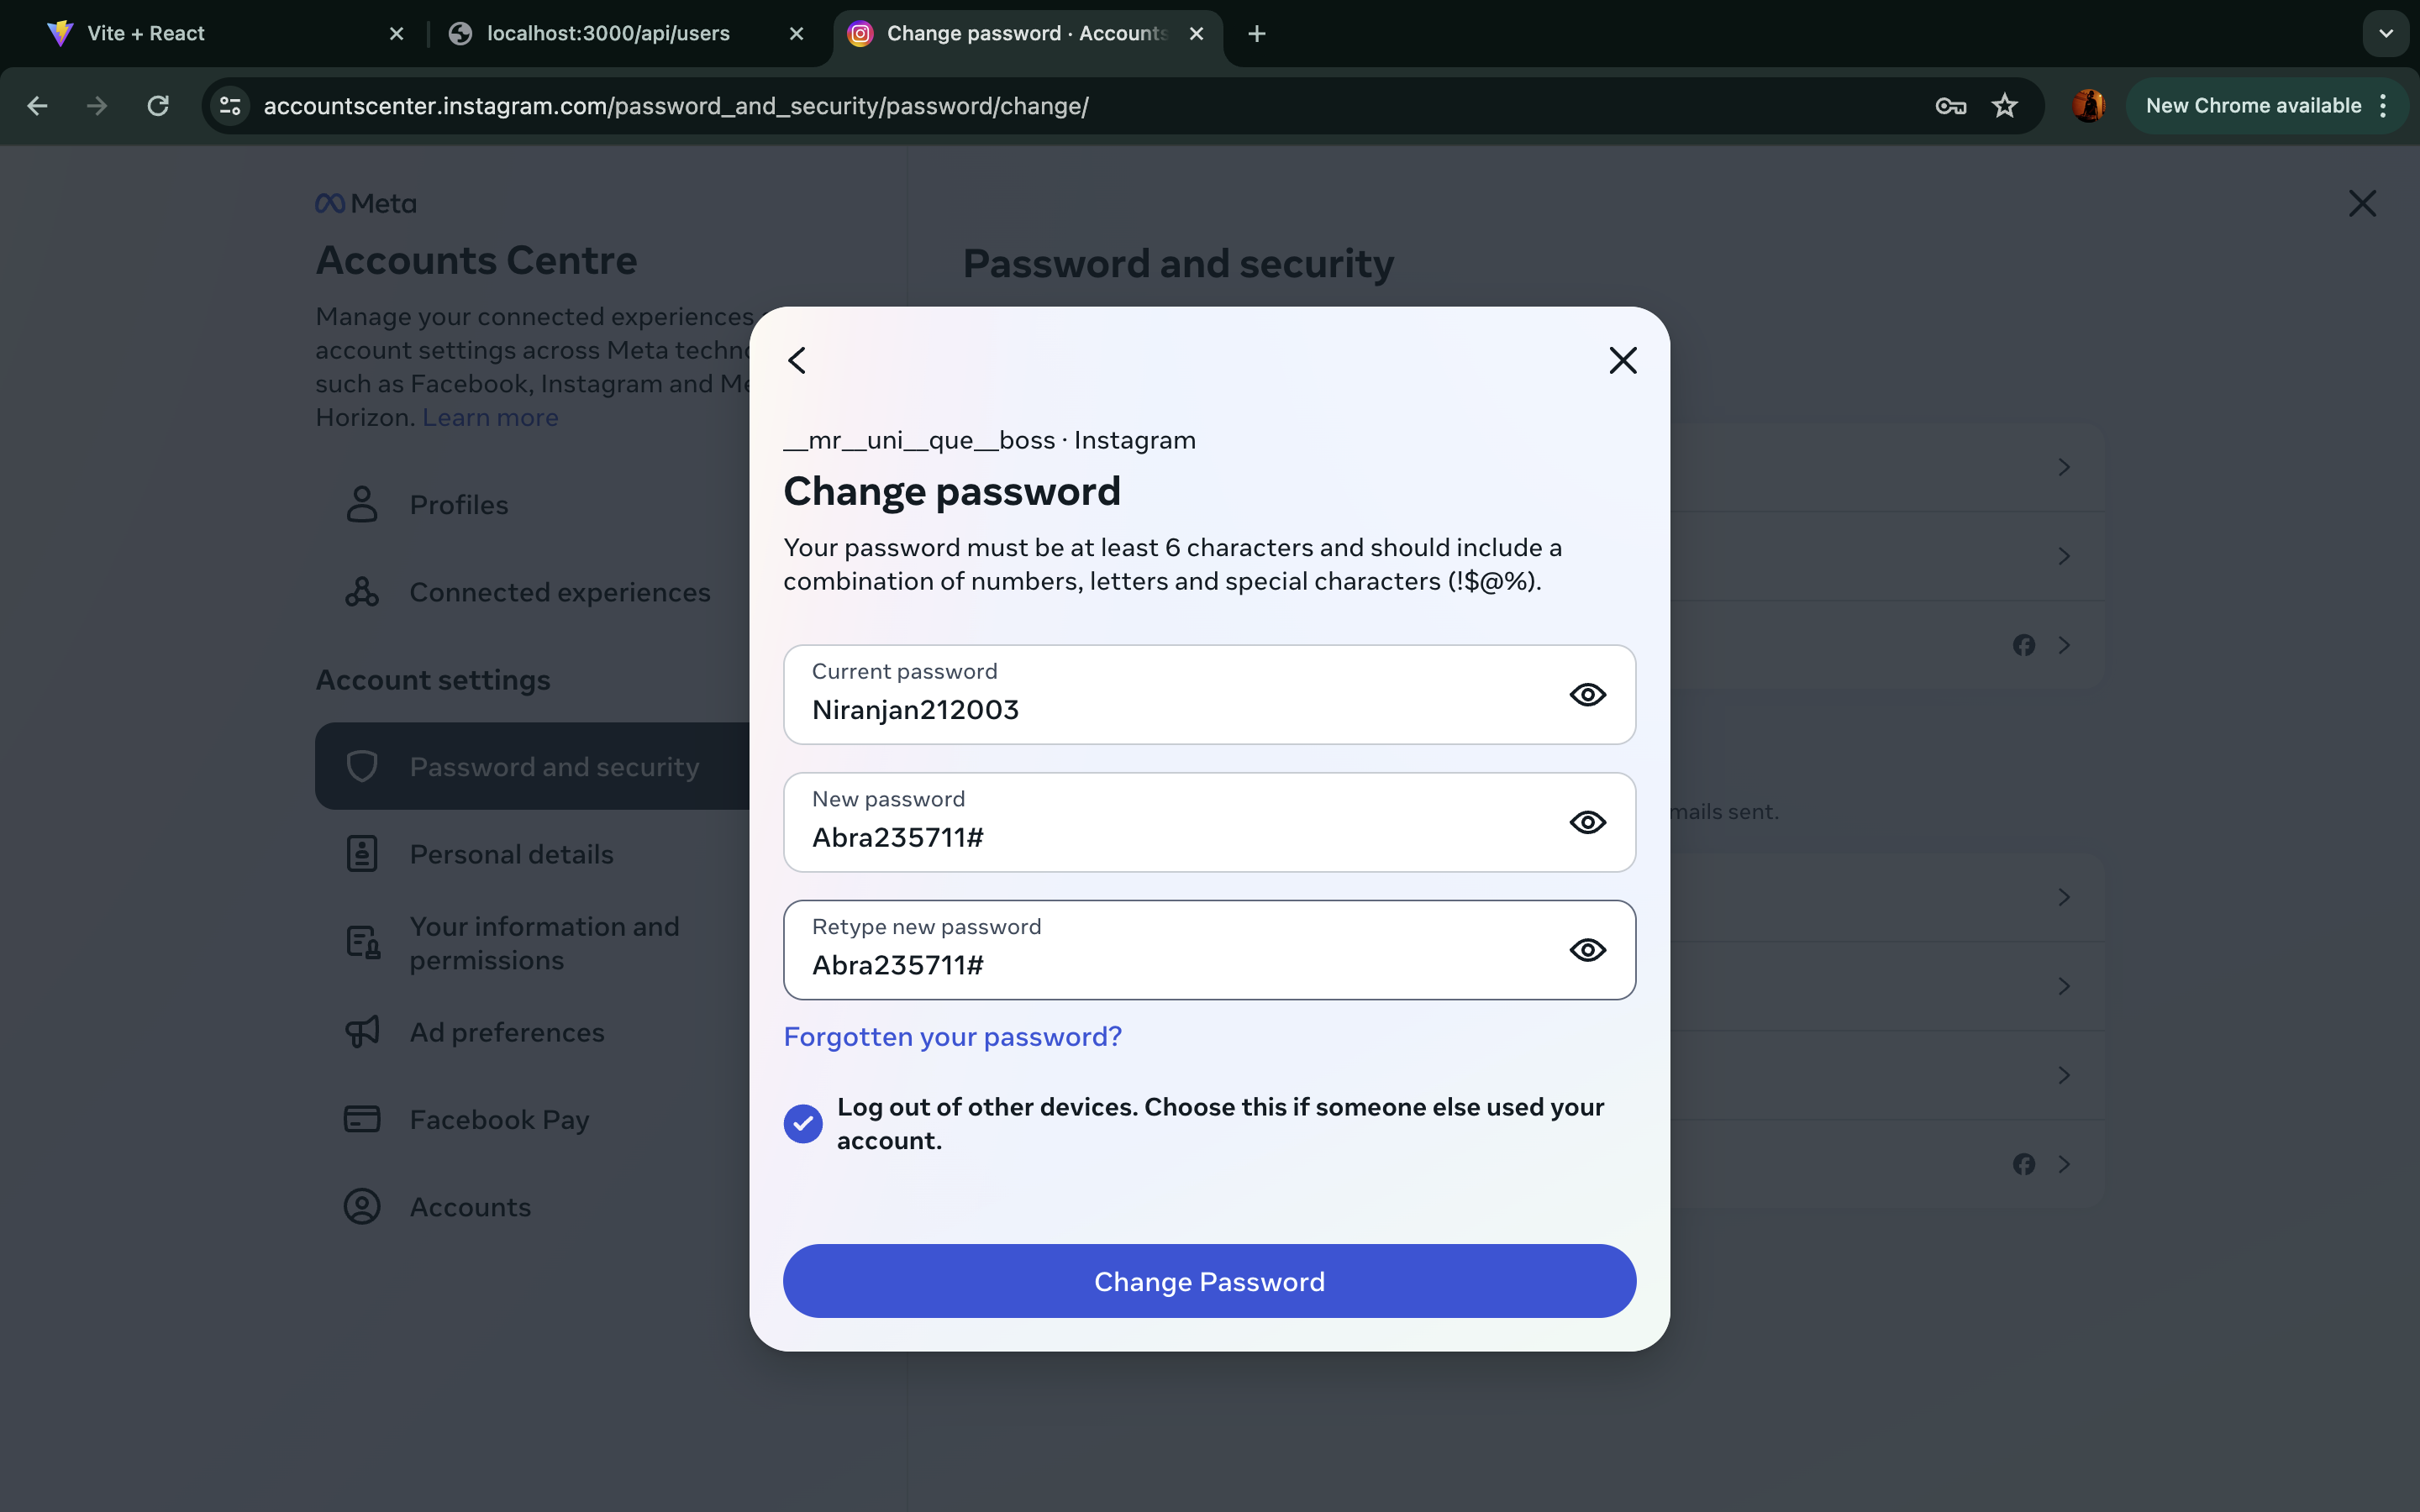 Vite + React
localhost:3000/api/users
Change password · Accounts
accountscenter.instagram.com/password_and_security/password/change/
New Chrome available
Meta
Accounts Centre
Manage your connected experiences
account settings across Meta
such as Facebook, Instagram and
Horizon. Learn more
Profiles
Connected experiences
Account settings
Password and security
Personal details
Your information and
permissions
Ad preferences
Facebook Pay
Accounts
Password and security
__mr__uni__que__boss · Instagram
Change password
Your password must be at least 6 characters and should include a
combination of numbers, letters and special characters (!$@%).
Current password
Niranjan212003
New password
Abra235711#
Retype new password
Abra235711#
Forgotten your password?
Log out of other devices. Choose this if someone else used your
account.
Change Password
sent.